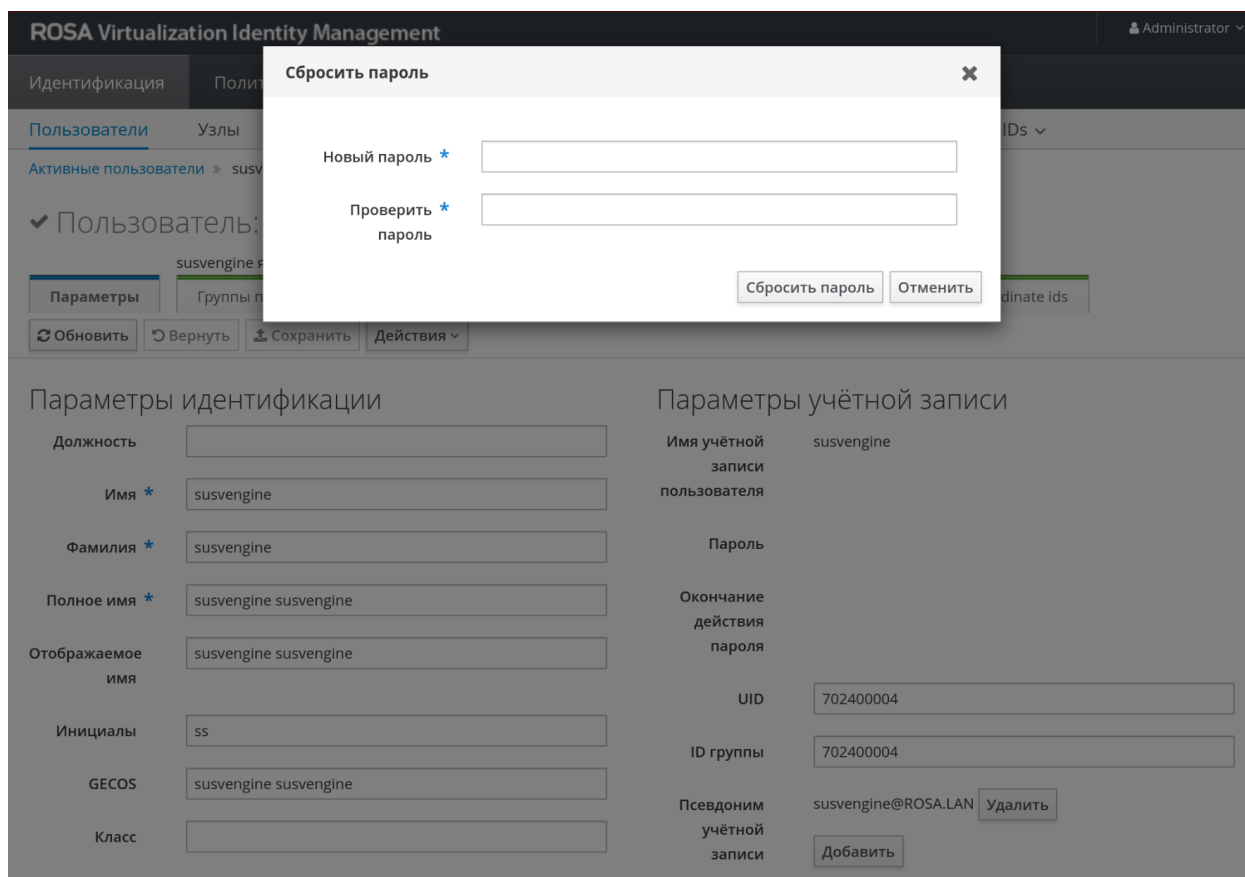 ROSA Virtualization Identity Management
Administrator
Сбросить пароль
Идентификация
Полит
Новый пароль *
Пользователи
Узлы
IDs
Активные пользователи » susv
Проверить *
пароль
Пользователь:
susvengine я
Сбросить пароль
Отменить
Параметры
Группы п
dinate ids
Обновить
Вернуть
Сохранить
Действия
Параметры идентификации
Должность
Имя *
susvengine
Фамилия *
susvengine
Полное имя *
susvengine susvengine
Отображаемое
имя
susvengine susvengine
Инициалы
ss
GECOS
susvengine susvengine
Класс
Параметры учётной записи
Имя учётной
записи
пользователя
susvengine
Пароль
Окончание
действия
пароля
UID
702400004
ID группы
702400004
Псевдоним
учётной
записи
susvengine@ROSA.LAN
Удалить
Добавить